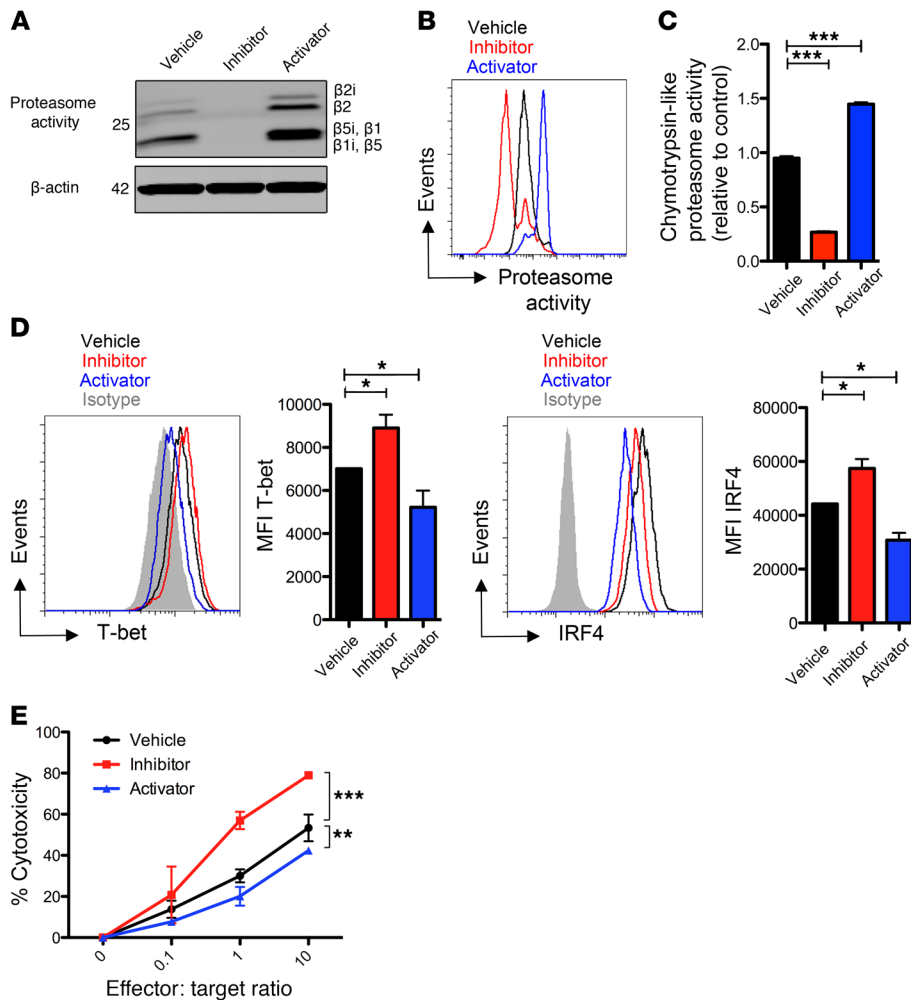 A
Vehicle
Inhibitor
Activator
Proteasome
activity
25
β2i
β2
β5i, β1
β1i, β5
β-actin
42
B
Vehicle
Inhibitor
Activator
Events
Proteasome
activity
C
Chymotrypsin-like
proteasome activity
(relative to control)
2.0
1.5
1.0
0.5
0.0
***
***
Vehicle
Inhibitor
Activator
D
Vehicle
Inhibitor
Activator
Isotype
Events
T-bet
MFI T-bet
10000
8000
6000
4000
2000
0
*
*
Vehicle
Inhibitor
Activator
Vehicle
Inhibitor
Activator
Isotype
Events
IRF4
MFI IRF4
80000
60000
40000
20000
0
*
*
Vehicle
Inhibitor
Activator
E
% Cytotoxicity
100
80
60
40
20
0
Vehicle
Inhibitor
Activator
***
**
0
0.1
1
10
Effector: target ratio